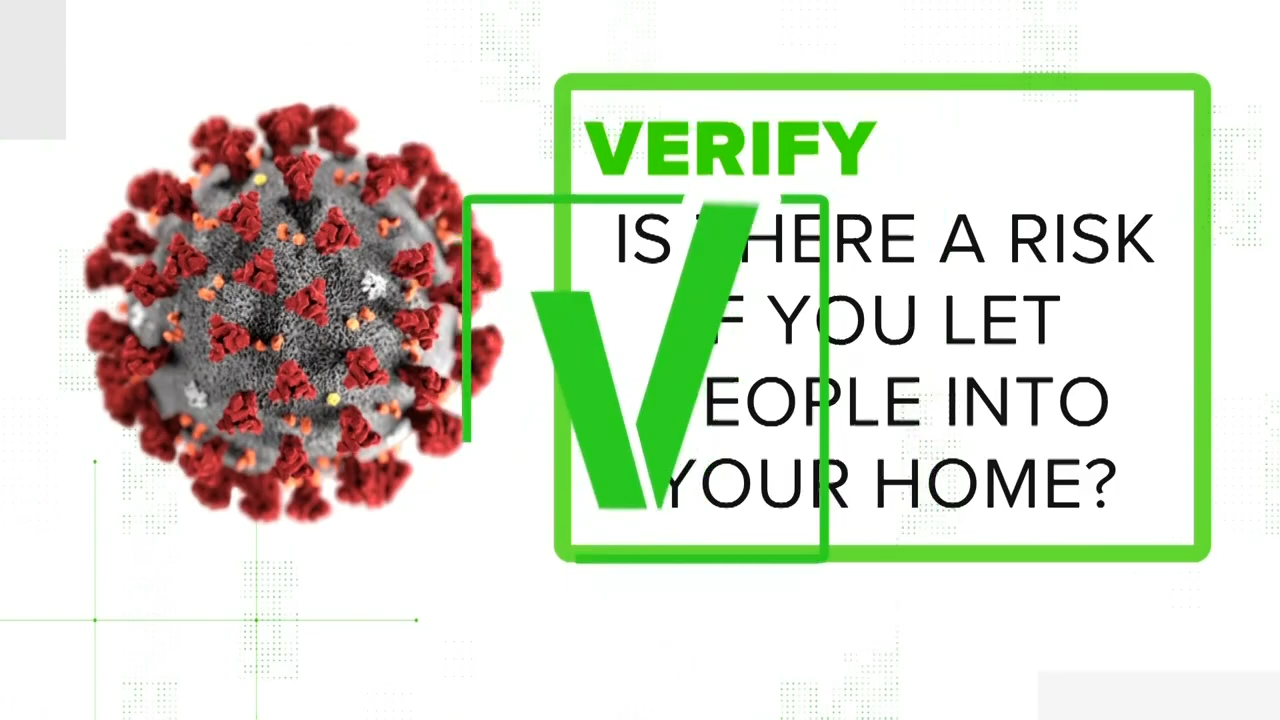 VERIFY
IS THERE A RISK
IF YOU LET
PEOPLE INTO
YOUR HOME?